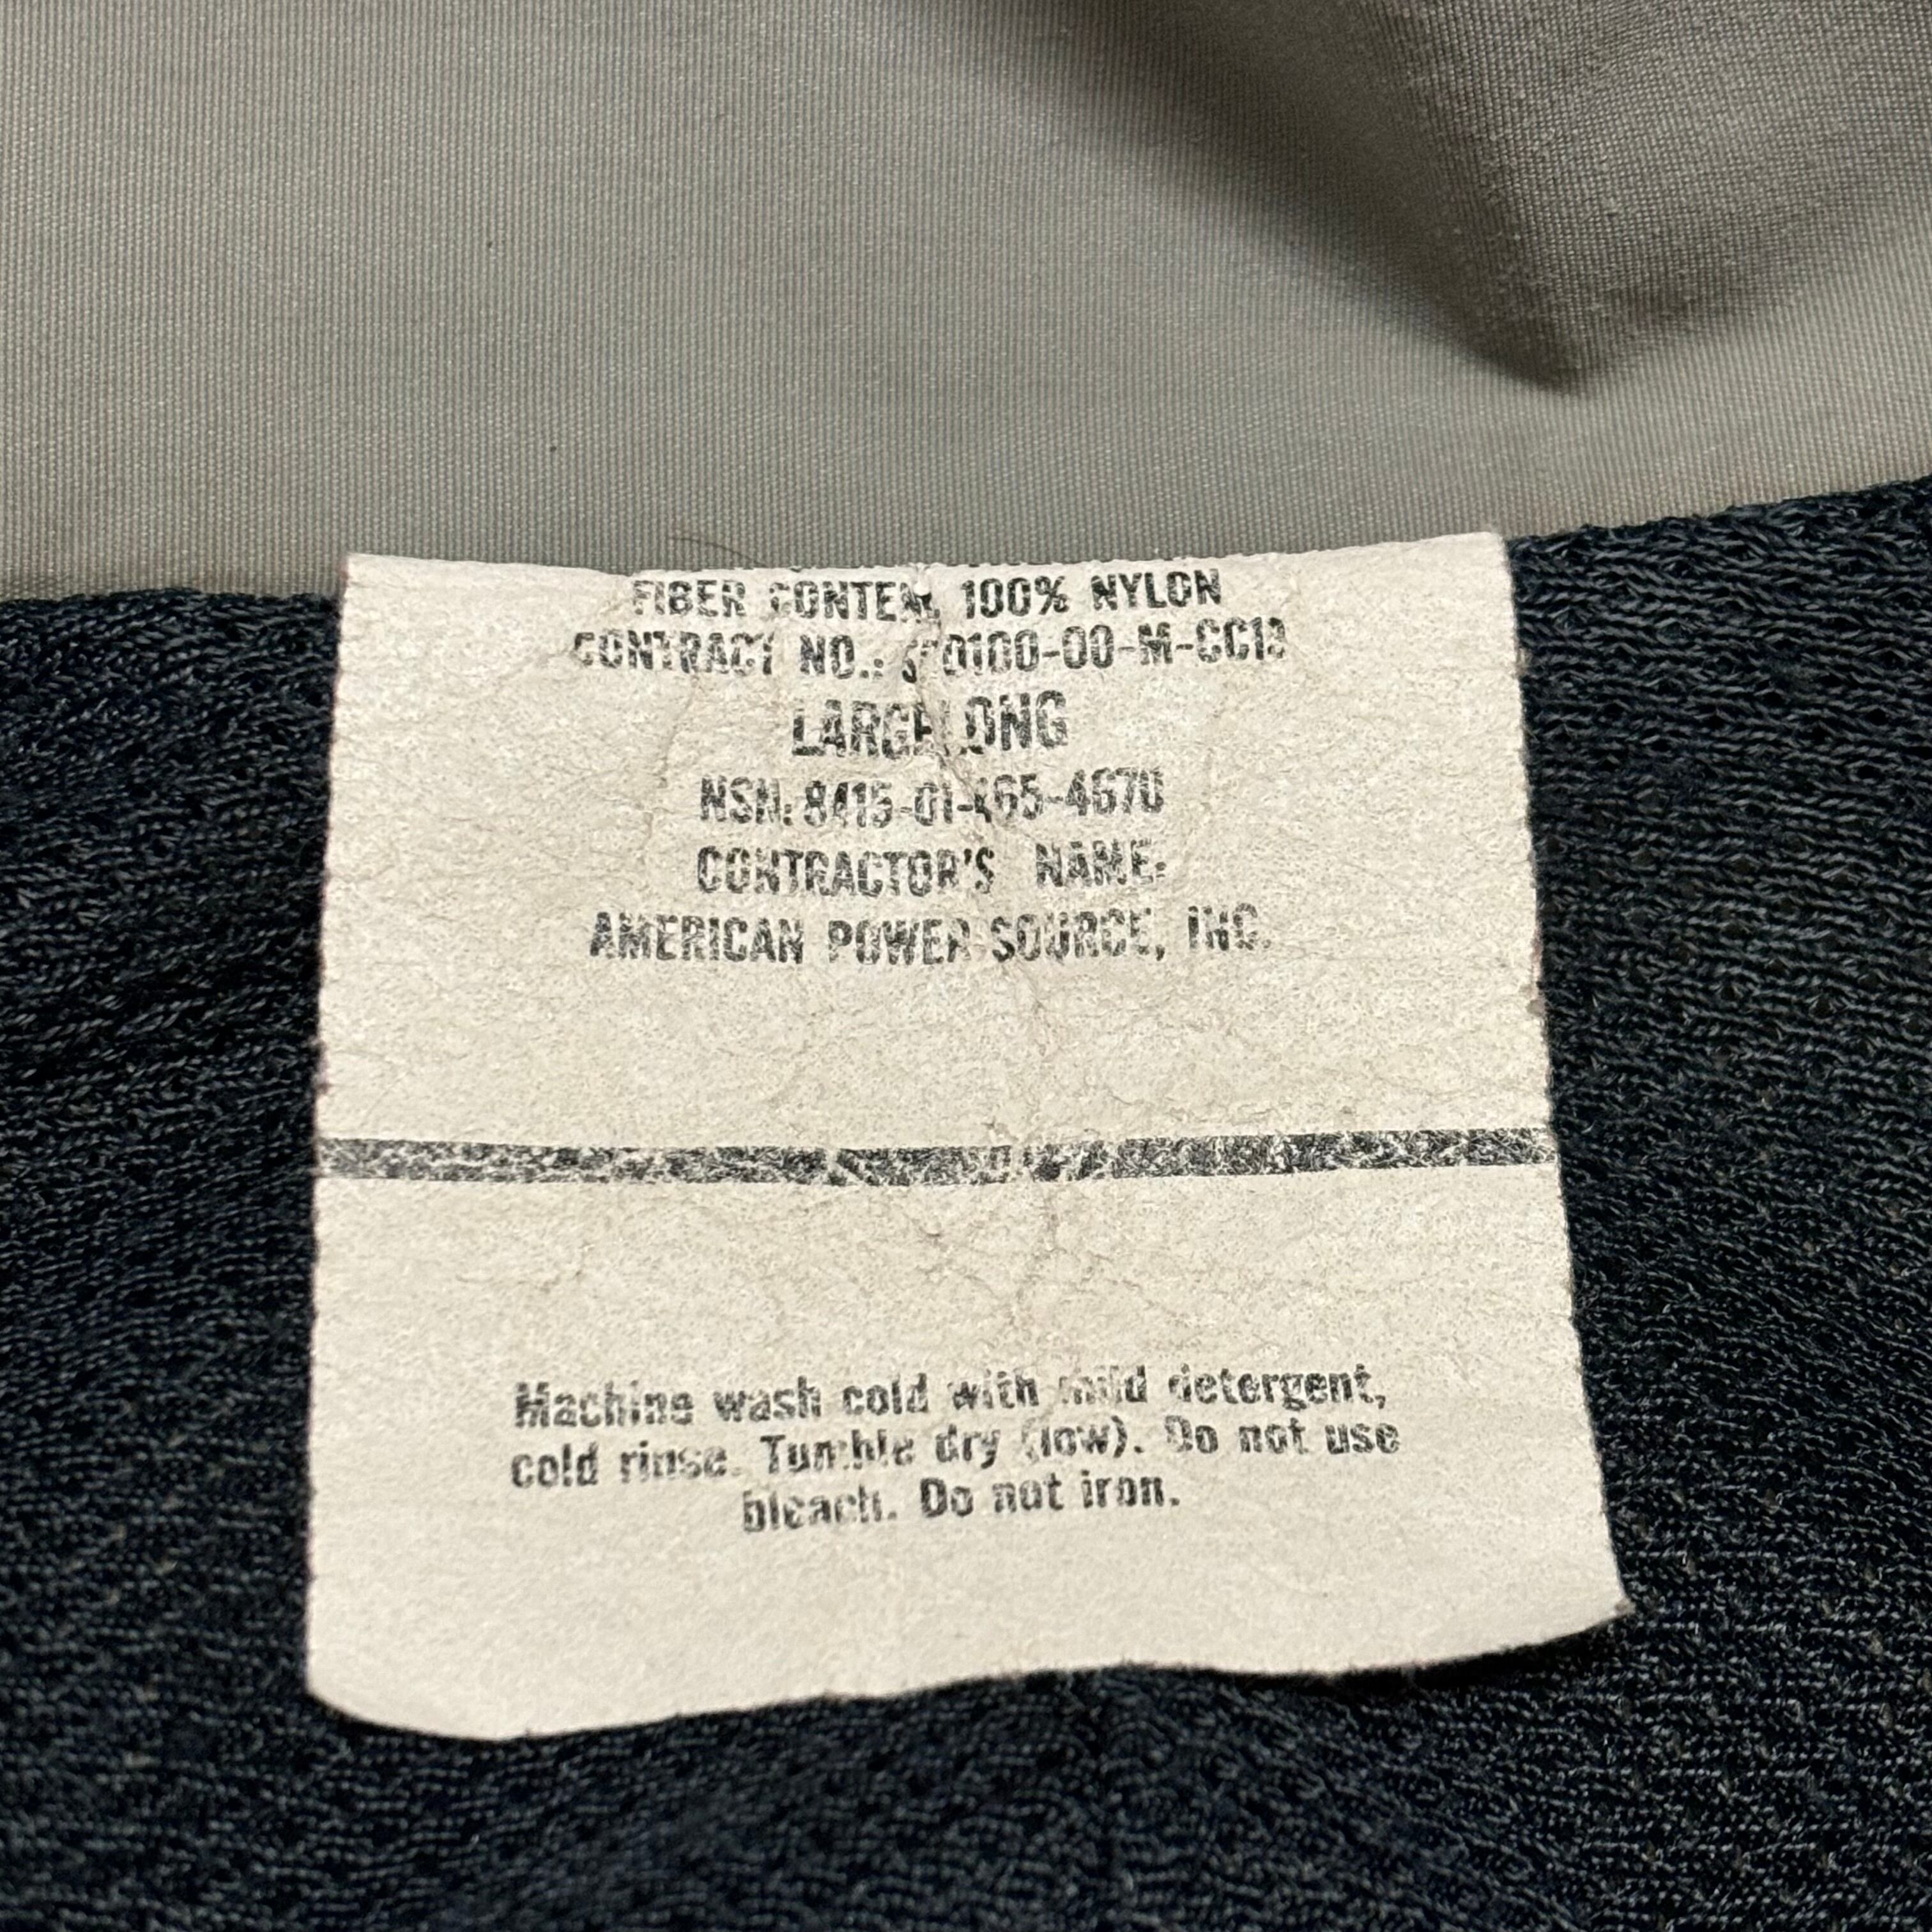 FIBER CONTENT 100% NYLON
CONTRACT NO.: SP0100-00-M-CC13
LARGE LONG
NSN: 8415-01-465-4670
CONTRACTOR'S NAME:
AMERICAN POWER SOURCE, INC.
Machine wash cold with mild detergent,
cold rinse. Tumble dry (low). Do not use
bleach. Do not iron.